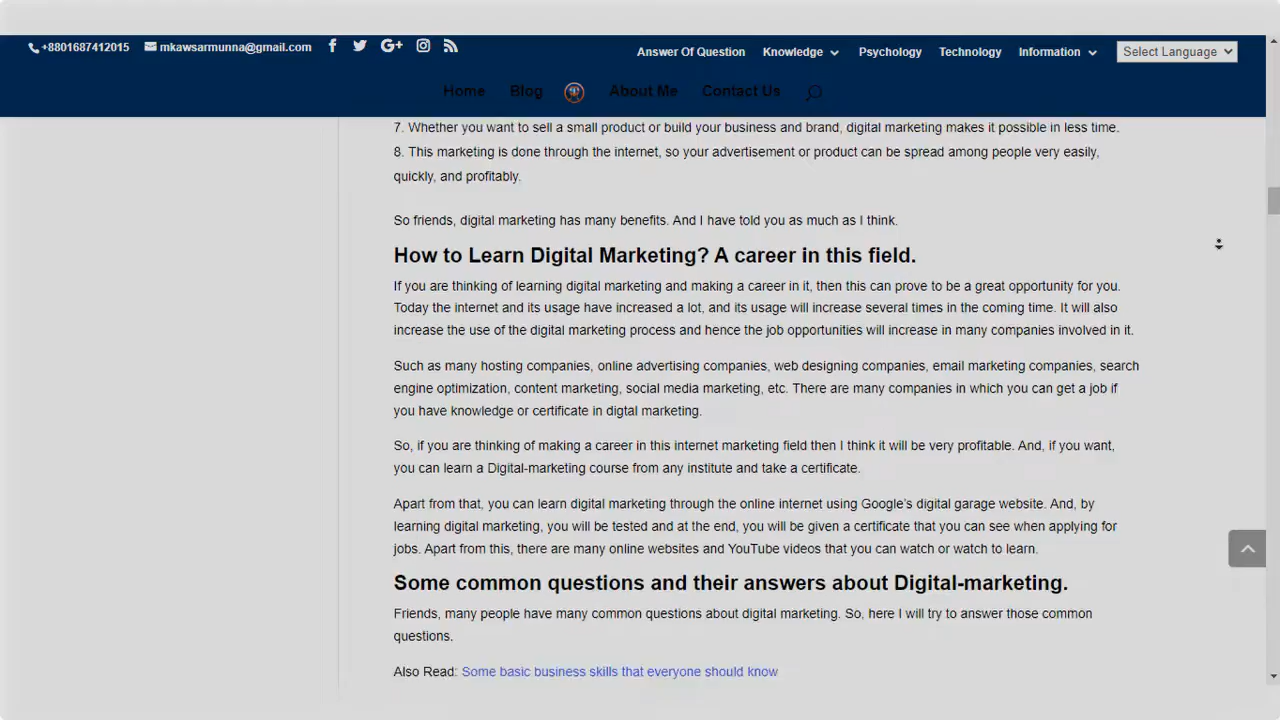 +8801687412015 mkawsarmunna@gmail.com
Answer Of Question Knowledge Psychology Technology Information Select Language
Home Blog About Me Contact Us
7. Whether you want to sell a small product or build your business and brand, digital marketing makes it possible in less time.
8. This marketing is done through the internet, so your advertisement or product can be spread among people very easily,
quickly, and profitably.
So friends, digital marketing has many benefits. And I have told you as much as I think.
How to Learn Digital Marketing? A career in this field.
If you are thinking of learning digital marketing and making a career in it, then this can prove to be a great opportunity for you.
Today the internet and its usage have increased a lot, and its usage will increase several times in the coming time. It will also
increase the use of the digital marketing process and hence the job opportunities will increase in many companies involved in it.
Such as many hosting companies, online advertising companies, web designing companies, email marketing companies, search
engine optimization, content marketing, social media marketing, etc. There are many companies in which you can get a job if
you have knowledge or certificate in digtal marketing.
So, if you are thinking of making a career in this internet marketing field then I think it will be very profitable. And, if you want,
you can learn a Digital-marketing course from any institute and take a certificate.
Apart from that, you can learn digital marketing through the online internet using Google's digital garage website. And, by
learning digital marketing, you will be tested and at the end, you will be given a certificate that you can see when applying for
jobs. Apart from this, there are many online websites and YouTube videos that you can watch or watch to learn.
Some common questions and their answers about Digital-marketing.
Friends, many people have many common questions about digital marketing. So, here I will try to answer those common
questions.
Also Read: Some basic business skills that everyone should know